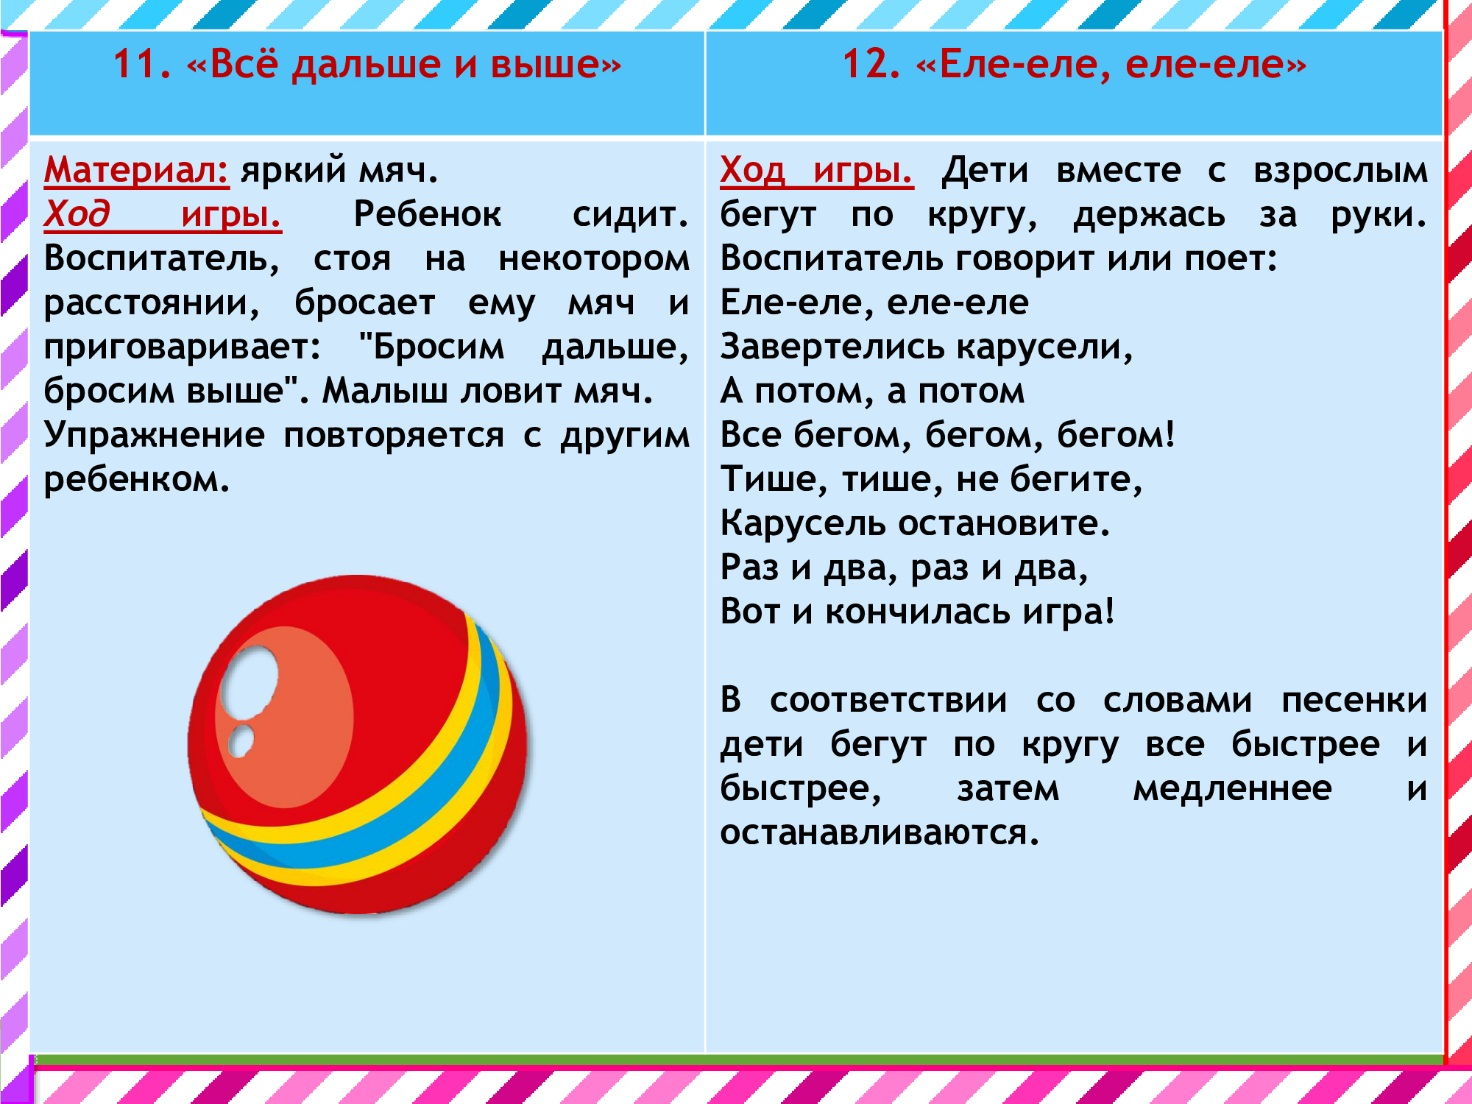 11. «Всё дальше и выше»
Материал: яркий мяч.
Ход игры. Ребенок сидит.
Воспитатель, стоя на некотором
расстоянии, бросает ему мяч и
приговаривает: "Бросим дальше,
бросим выше". Малыш ловит мяч.
Упражнение повторяется с другим
ребенком.
12. «Еле-еле, еле-еле»
Ход игры. Дети вместе с взрослым
бегут по кругу, держась за руки.
Воспитатель говорит или поет:
Еле-еле, еле-еле
Завертелись карусели,
А потом, а потом
Все бегом, бегом, бегом!
Тише, тише, не бегите,
Карусель остановите.
Раз и два, раз и два,
Вот и кончилась игра!
В соответствии со словами песенки
дети бегут по кругу все быстрее и
быстрее, затем медленнее и
останавливаются.